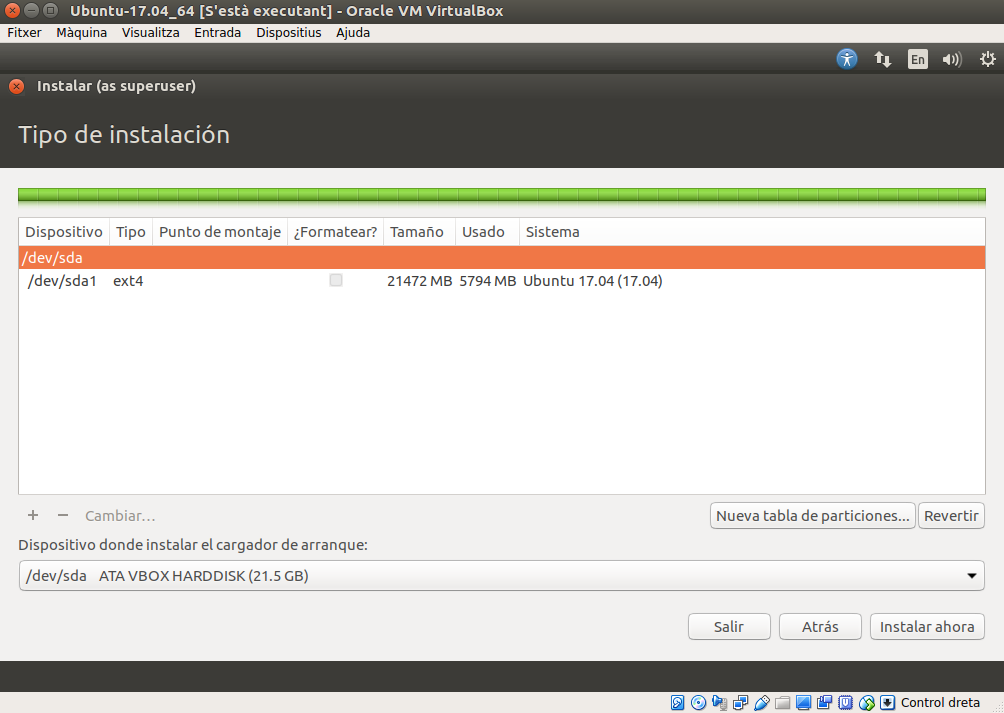 Ubuntu-17.04_64 [S'està executant] - Oracle VM VirtualBox
Fitxer Màquina Visualitza Entrada Dispositius Ajuda
En
Instalar (as superuser)
Tipo de instalación
Dispositivo Tipo Punto de montaje ¿Formatear? Tamaño Usado Sistema
/dev/sda
/dev/sda1 ext4 21472 MB 5794 MB Ubuntu 17.04 (17.04)
+ − Cambiar... Nueva tabla de particiones... Revertir
Dispositivo donde instalar el cargador de arranque:
/dev/sda ATA VBOX HARDDISK (21.5 GB)
Salir Atrás Instalar ahora
Control dreta